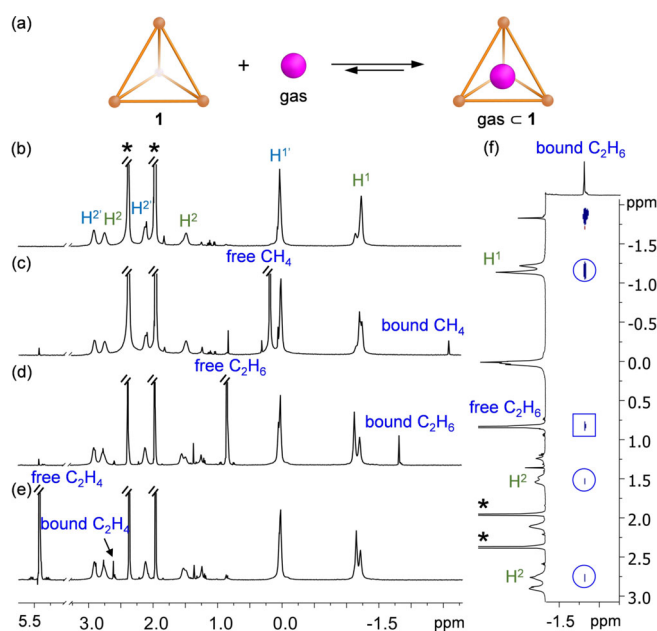 (a)
+
1
gas
gas ⊂ 1
(b)
* *
H1'
(f)
bound C2H6
ppm
H2' H2 H2' H2
H1
-1.5
(c)
free CH4
H1
-1.0
bound CH4
-0.5
(d)
free C2H6
0.0
bound C2H6
free C2H6
0.5
1.0
(e)
free C2H4
H2
1.5
bound C2H4
*
2.0
*
2.5
H2
3.0
5.5 3.0 2.0 1.0 0.0 -1.5 ppm
-1.5 ppm